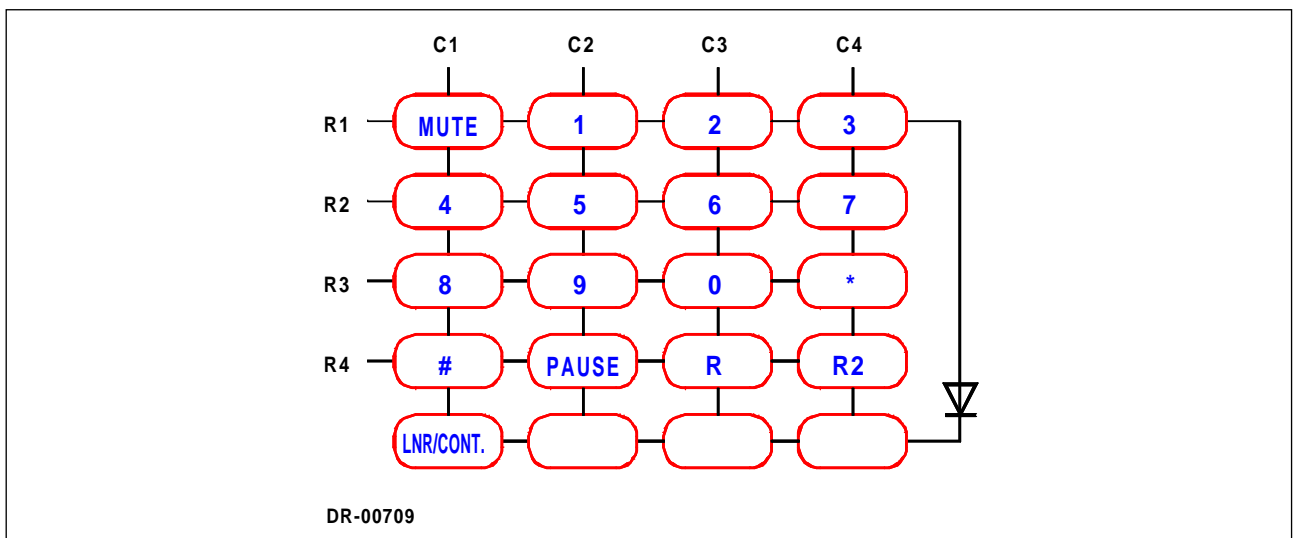 C1 C2 C3 C4
R1 MUTE 1 2 3
R2 4 5 6 7
R3 8 9 0 *
R4 # PAUSE R R2
LNR/CONT.
DR-00709